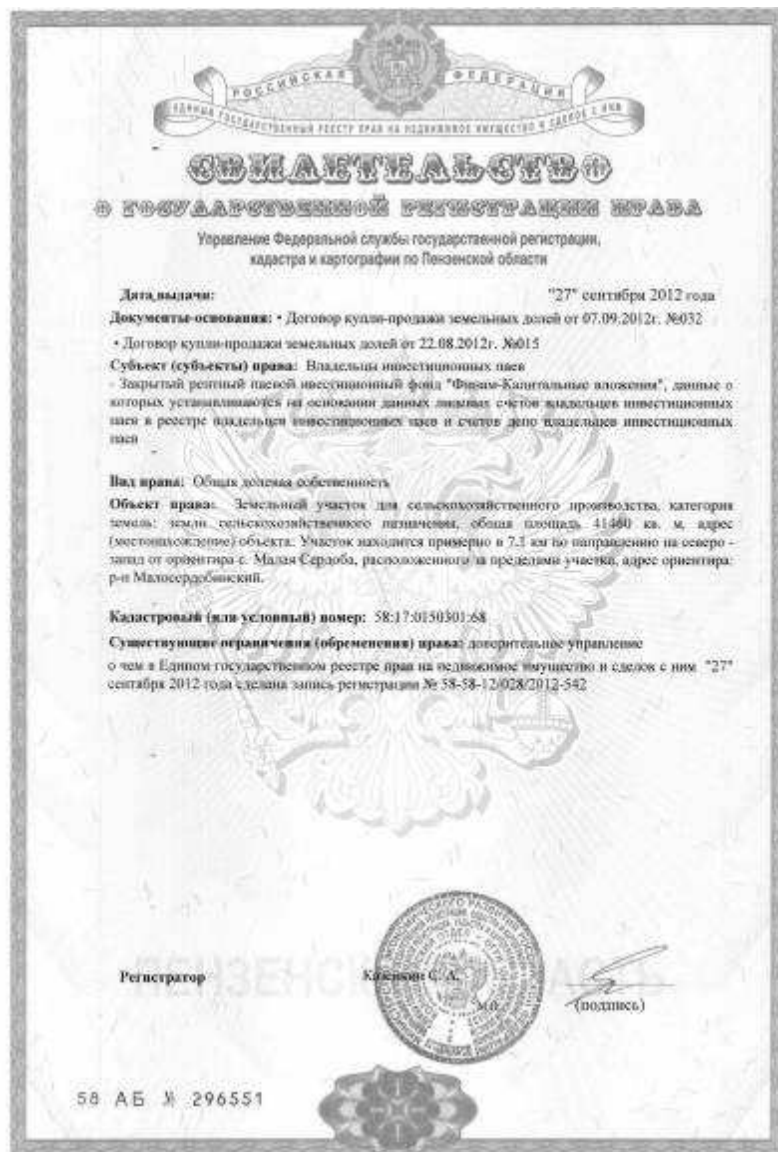 РОССИЙСКАЯ ФЕДЕРАЦИЯ
ЕДИНЫЙ ГОСУДАРСТВЕННЫЙ РЕЕСТР ПРАВ НА НЕДВИЖИМОЕ ИМУЩЕСТВО И СДЕЛОК С НИМ
СВИДЕТЕЛЬСТВО
О ГОСУДАРСТВЕННОЙ РЕГИСТРАЦИИ ПРАВА
Управление Федеральной службы государственной регистрации,
кадастра и картографии по Пензенской области
Дата выдачи: "27" сентября 2012 года
Документы-основания: • Договор купли-продажи земельных долей от 07.09.2012г. №032
• Договор купли-продажи земельных долей от 22.08.2012г. №015
Субъект (субъекты) права: Владельцы инвестиционных паев
- Закрытый рентный паевой инвестиционный фонд "Финам-Капитальные вложения", данные о
которых устанавливаются на основании данных лицевых счетов владельцев инвестиционных
паев в реестре владельцев инвестиционных паев и счетов депо владельцев инвестиционных
паев
Вид права: Общая долевая собственность
Объект права: Земельный участок для сельскохозяйственного производства, категория
земель: земли сельскохозяйственного назначения, общая площадь 41460 кв. м, адрес
(местонахождение) объекта: Участок находится примерно в 7.1 км по направлению на северо -
запад от ориентира с. Малая Сердоба, расположенного за пределами участка, адрес ориентира:
р-н Малосердобинский.
Кадастровый (или условный) номер: 58:17:0150301:68
Существующие ограничения (обременения) права: доверительное управление
о чем в Едином государственном реестре прав на недвижимое имущество и сделок с ним "27"
сентября 2012 года сделана запись регистрации № 58-58-12/028/2012-542
Регистратор С. А.
М.П.
(подпись)
58 АБ № 296551